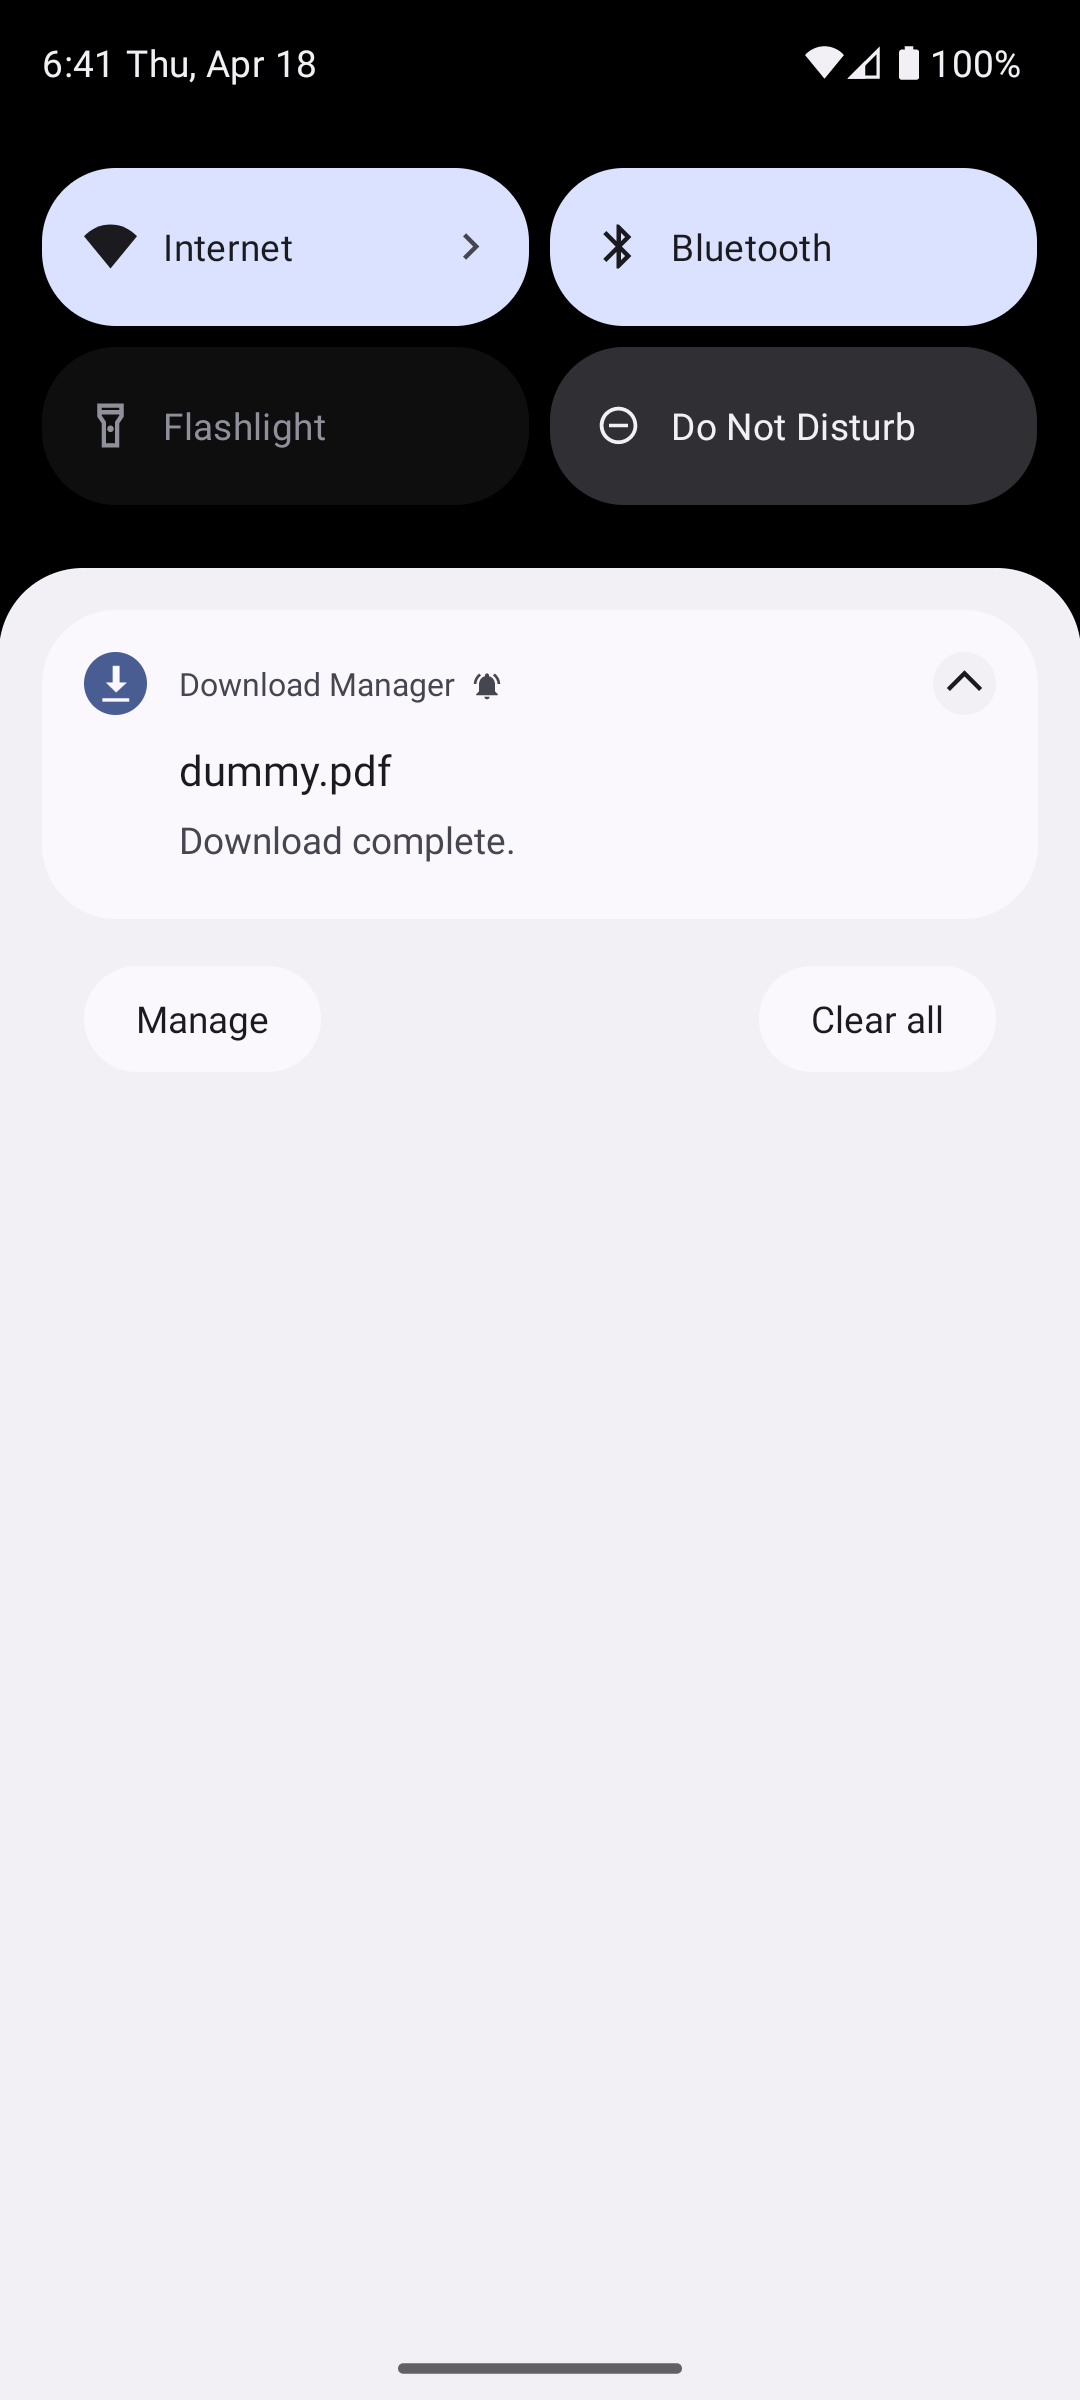 6:41 Thu, Apr 18
100%
Internet
Bluetooth
Flashlight
Do Not Disturb
Download Manager
dummy.pdf
Download complete.
Manage
Clear all